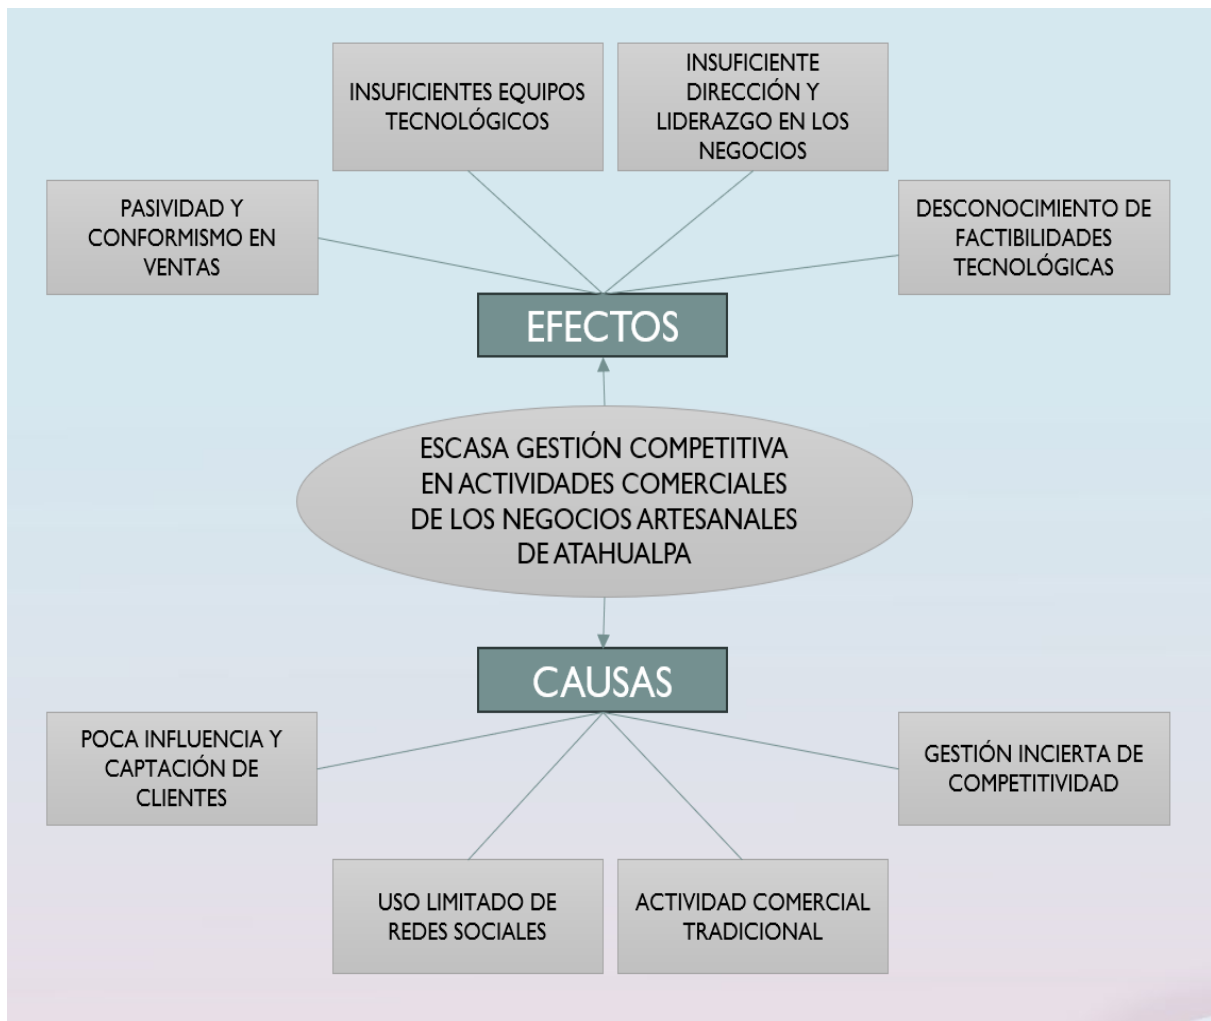 INSUFICIENTES EQUIPOS
TECNOLÓGICOS
INSUFICIENTE
DIRECCIÓN Y
LIDERAZGO EN LOS
NEGOCIOS
PASIVIDAD Y
CONFORMISMO EN
VENTAS
DESCONOCIMIENTO DE
FACTIBILIDADES
TECNOLÓGICAS
EFECTOS
ESCASA GESTIÓN COMPETITIVA
EN ACTIVIDADES COMERCIALES
DE LOS NEGOCIOS ARTESANALES
DE ATAHUALPA
CAUSAS
POCA INFLUENCIA Y
CAPTACIÓN DE
CLIENTES
GESTIÓN INCIERTA DE
COMPETITIVIDAD
USO LIMITADO DE
REDES SOCIALES
ACTIVIDAD COMERCIAL
TRADICIONAL